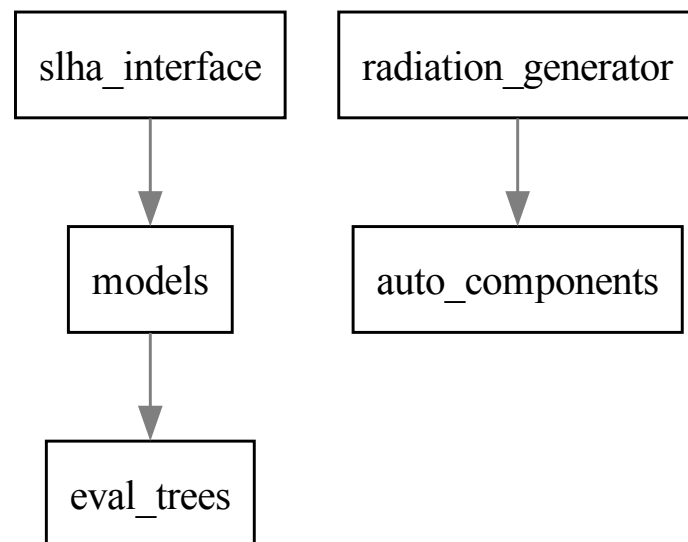 slha_interface
radiation_generator
models
auto_components
eval_trees